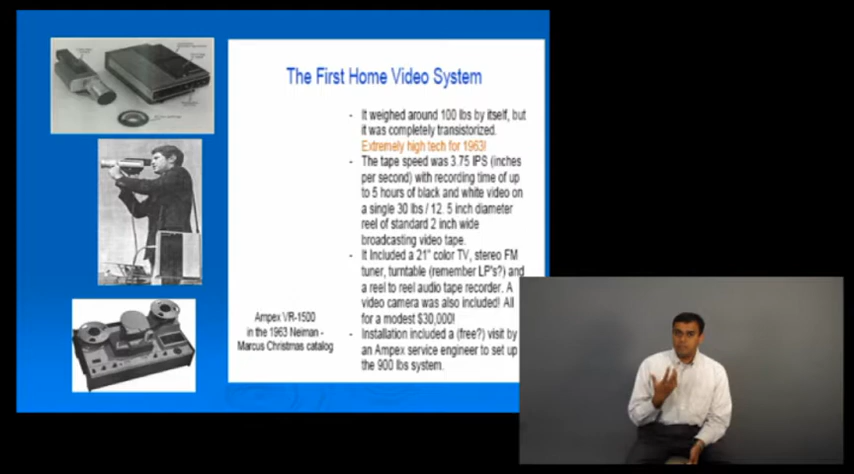 The First Home Video System
- It weighed around 100 lbs by itself, but
it was completely transistorized.
Extremely high tech for 1963!
- The tape speed was 3.75 IPS (inches
per second) with recording time of up
to 5 hours of black and white video on
a single 30 lbs / 12. 5 inch diameter
reel of standard 2 inch wide
broadcasting video tape.
- It Included a 21" color TV, stereo FM
tuner, turntable (remember LP's?) and
a reel to reel audio tape recorder. A
video camera was also included! All
for a modest $30,000!
- Installation included a (free?) visit by
an Ampex service engineer to set up
the 900 lbs system.
Ampex VR-1500
in the 1963 Neiman -
Marcus Christmas catalog